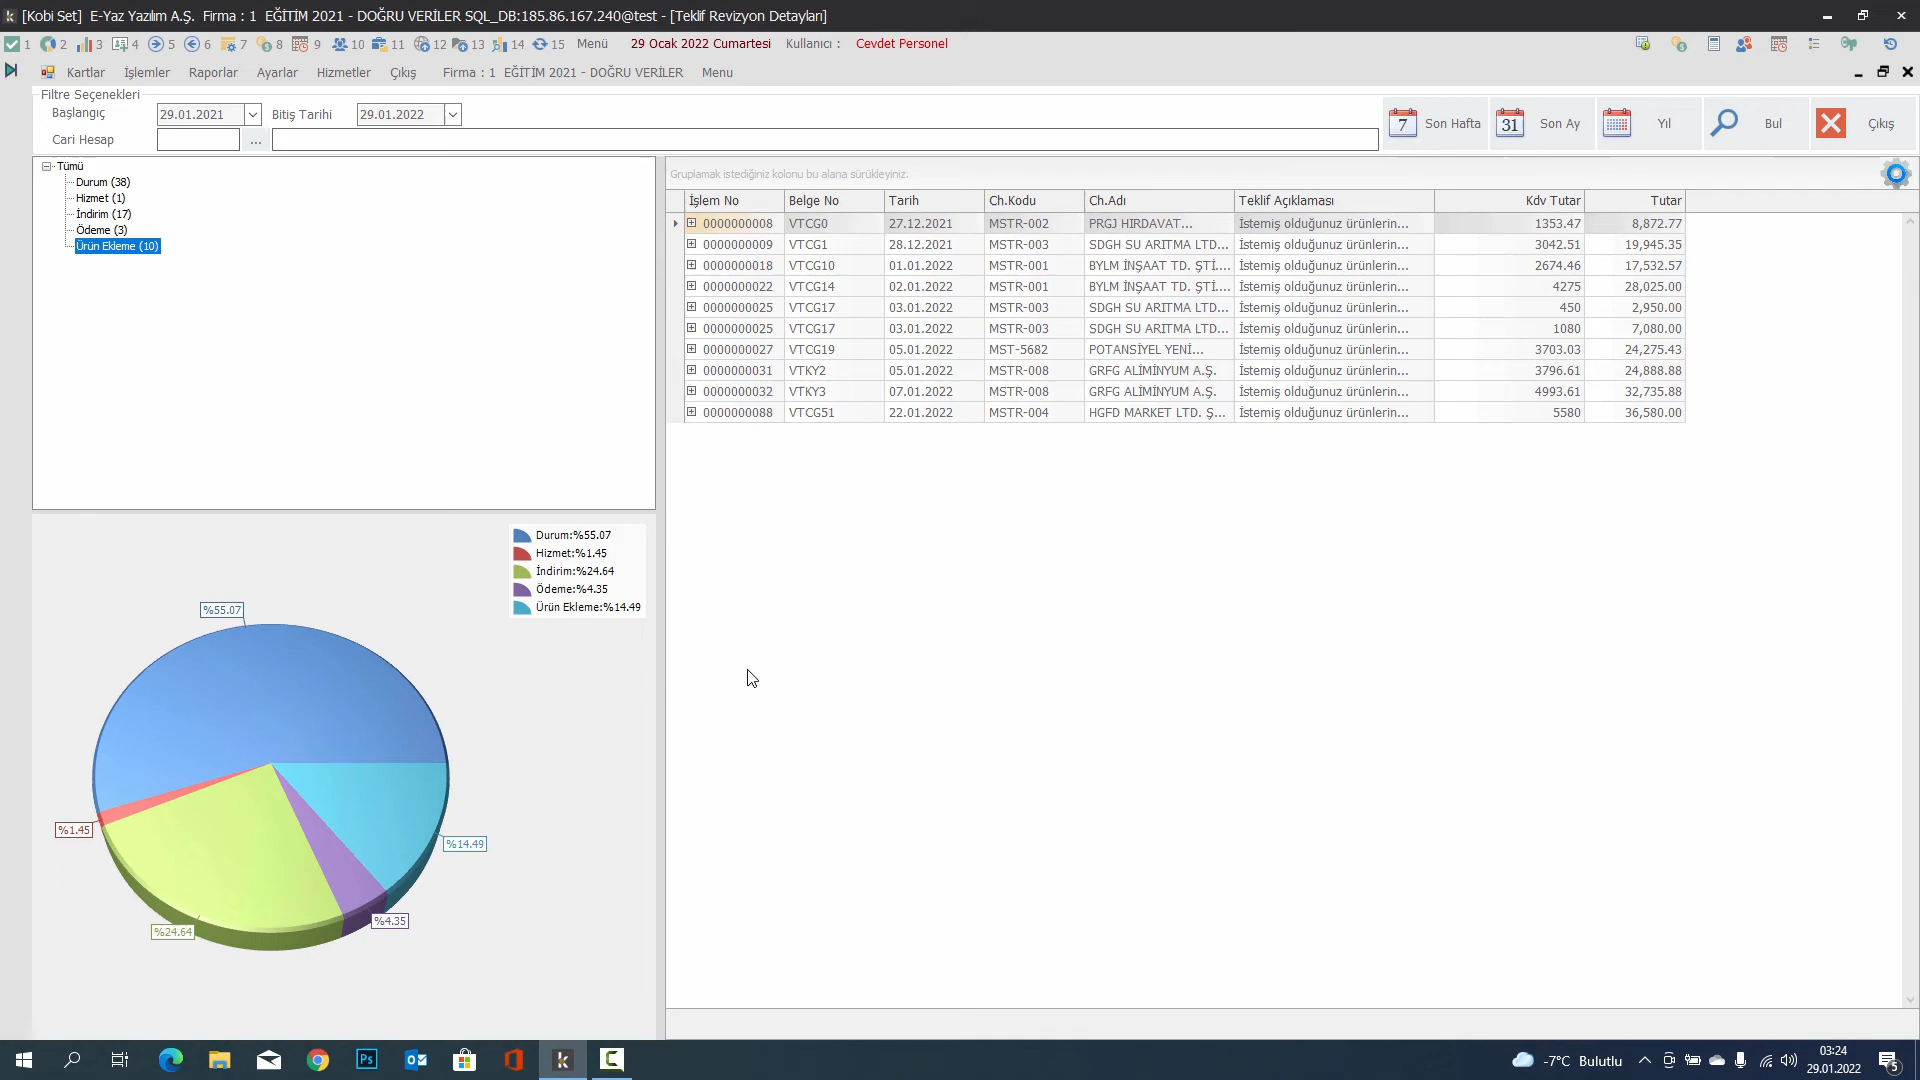 [Kobi Set] E-Yaz Yazılım A.Ş. Firma : 1 EĞİTİM 2021 - DOĞRU VERİLER SQL_DB:185.86.167.240@test - [Teklif Revizyon Detayları]
1 2 3 4 5 6 7 8 9 10 11 12 13 14 15 Menü 29 Ocak 2022 Cumartesi Kullanıcı : Cevdet Personel
Kartlar İşlemler Raporlar Ayarlar Hizmetler Çıkış Firma : 1 EĞİTİM 2021 - DOĞRU VERİLER Menu
Filtre Seçenekleri
Başlangıç 29.01.2021 Bitiş Tarihi 29.01.2022
Cari Hesap ...
7 Son Hafta 31 Son Ay Yıl Bul Çıkış
Tümü
Durum (38)
Hizmet (1)
İndirim (17)
Ödeme (3)
Ürün Ekleme (10)
Gruplamak istediğiniz kolonu bu alana sürükleyiniz.
İşlem No Belge No Tarih Ch.Kodu Ch.Adı Teklif Açıklaması Kdv Tutar Tutar
0000000008 VTCG0 27.12.2021 MSTR-002 PRGJ HIRDAVAT... İstemiş olduğunuz ürünlerin... 1353.47 8,872.77
0000000009 VTCG1 28.12.2021 MSTR-003 SDGH SU ARITMA LTD... İstemiş olduğunuz ürünlerin... 3042.51 19,945.35
0000000018 VTCG10 01.01.2022 MSTR-001 BYLM İNŞAAT TD. ŞTİ.... İstemiş olduğunuz ürünlerin... 2674.46 17,532.57
0000000022 VTCG14 02.01.2022 MSTR-001 BYLM İNŞAAT TD. ŞTİ.... İstemiş olduğunuz ürünlerin... 4275 28,025.00
0000000025 VTCG17 03.01.2022 MSTR-003 SDGH SU ARITMA LTD... İstemiş olduğunuz ürünlerin... 450 2,950.00
0000000025 VTCG17 03.01.2022 MSTR-003 SDGH SU ARITMA LTD... İstemiş olduğunuz ürünlerin... 1080 7,080.00
0000000027 VTCG19 05.01.2022 MST-5682 POTANSİYEL YENİ... İstemiş olduğunuz ürünlerin... 3703.03 24,275.43
0000000031 VTKY2 05.01.2022 MSTR-008 GRFG ALİMİNYUM A.Ş. İstemiş olduğunuz ürünlerin... 3796.61 24,888.88
0000000032 VTKY3 07.01.2022 MSTR-008 GRFG ALİMİNYUM A.Ş. İstemiş olduğunuz ürünlerin... 4993.61 32,735.88
0000000088 VTCG51 22.01.2022 MSTR-004 HGFD MARKET LTD. Ş... İstemiş olduğunuz ürünlerin... 5580 36,580.00
Durum:%55.07
Hizmet:%1.45
İndirim:%24.64
Ödeme:%4.35
Ürün Ekleme:%14.49
%55.07
%1.45
%14.49
%4.35
%24.64
Ps
-7°C Bulutlu
03:24
29.01.2022
5